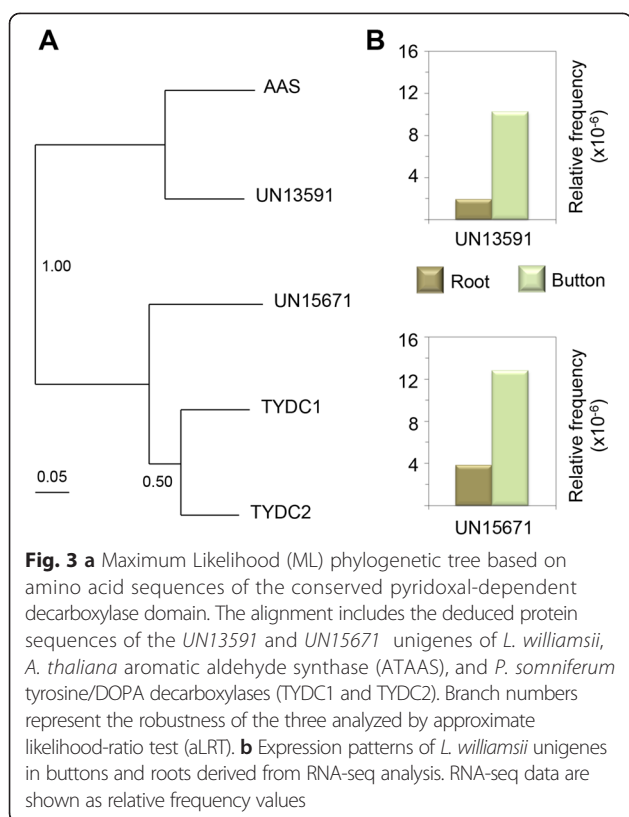 A
B
AAS
UN13591
UN15671
TYDC1
TYDC2
1.00
0.50
0.05
16
12
8
4
Relative frequency
(x10-6)
UN13591
Root
Button
16
12
8
4
Relative frequency
(x10-6)
UN15671
Fig. 3 a Maximum Likelihood (ML) phylogenetic tree based on
amino acid sequences of the conserved pyridoxal-dependent
decarboxylase domain. The alignment includes the deduced protein
sequences of the UN13591 and UN15671 unigenes of L. williamsii,
A. thaliana aromatic aldehyde synthase (ATAAS), and P. somniferum
tyrosine/DOPA decarboxylases (TYDC1 and TYDC2). Branch numbers
represent the robustness of the three analyzed by approximate
likelihood-ratio test (aLRT). b Expression patterns of L. williamsii unigenes
in buttons and roots derived from RNA-seq analysis. RNA-seq data are
shown as relative frequency values